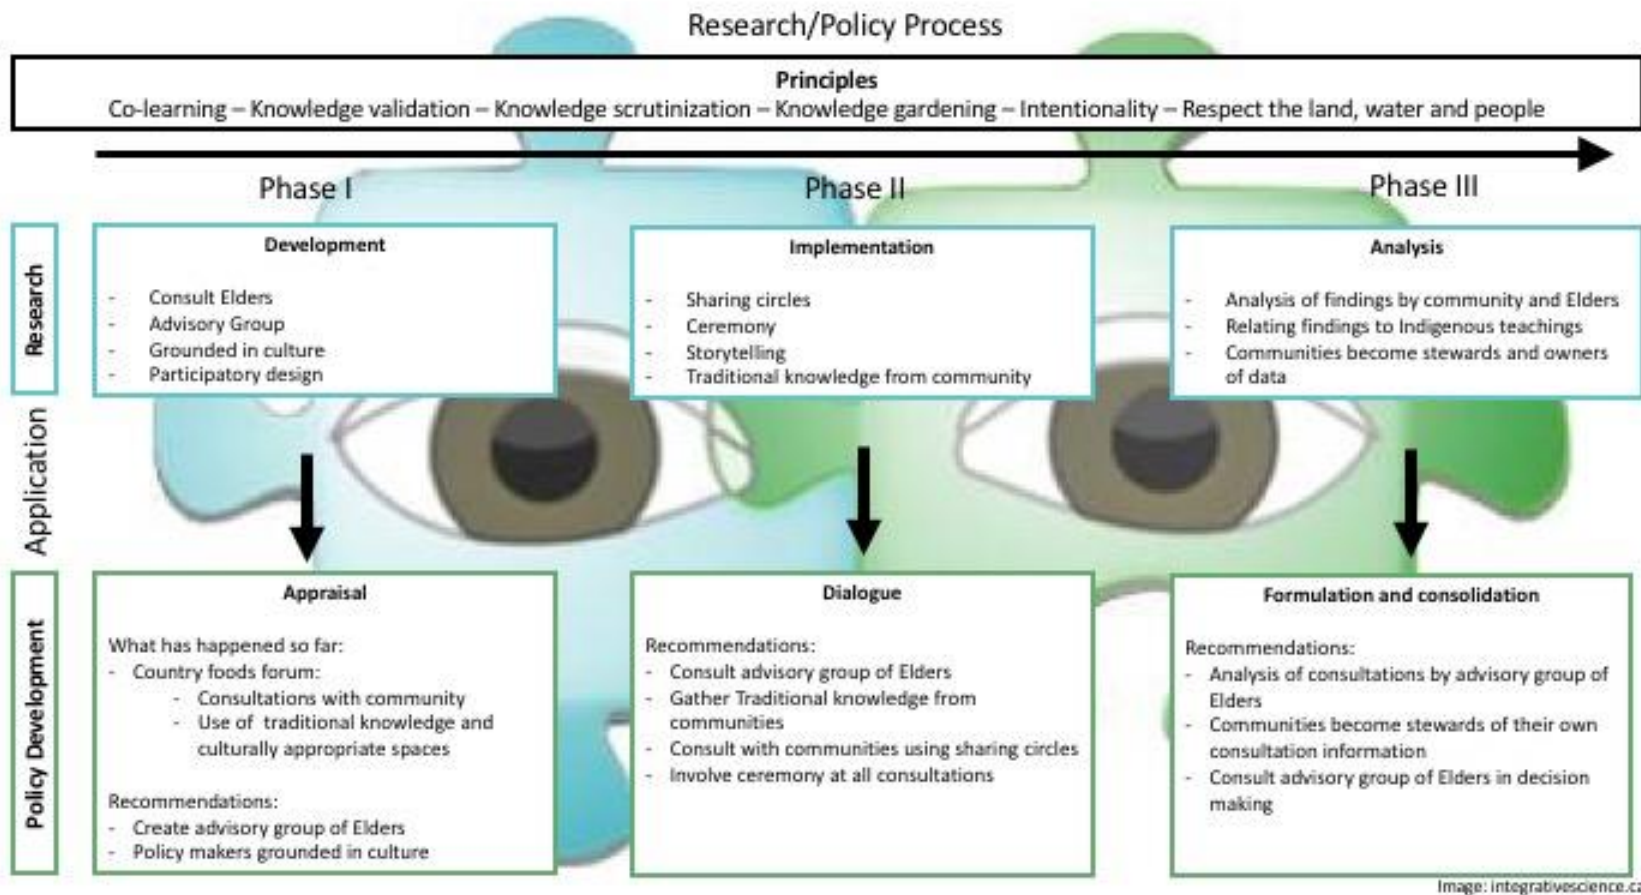 Research/Policy Process
Principles
Co-learning – Knowledge validation – Knowledge scrutinization – Knowledge gardening – Intentionality – Respect the land, water and people
Phase I
Phase II
Phase III
Research
Development
- Consult Elders
- Advisory Group
- Grounded in culture
- Participatory design
Implementation
- Sharing circles
- Ceremony
- Storytelling
- Traditional knowledge from community
Analysis
- Analysis of findings by community and Elders
- Relating findings to Indigenous teachings
- Communities become stewards and owners
of data
Application
Policy Development
Appraisal
What has happened so far:
- Country foods forum:
- Consultations with community
- Use of traditional knowledge and
culturally appropriate spaces
Recommendations:
- Create advisory group of Elders
- Policy makers grounded in culture
Dialogue
Recommendations:
- Consult advisory group of Elders
- Gather Traditional knowledge from
communities
- Consult with communities using sharing circles
- Involve ceremony at all consultations
Formulation and consolidation
Recommendations:
- Analysis of consultations by advisory group of
Elders
- Communities become stewards of their own
consultation information
- Consult advisory group of Elders in decision
making
Image: integrativescience.ca